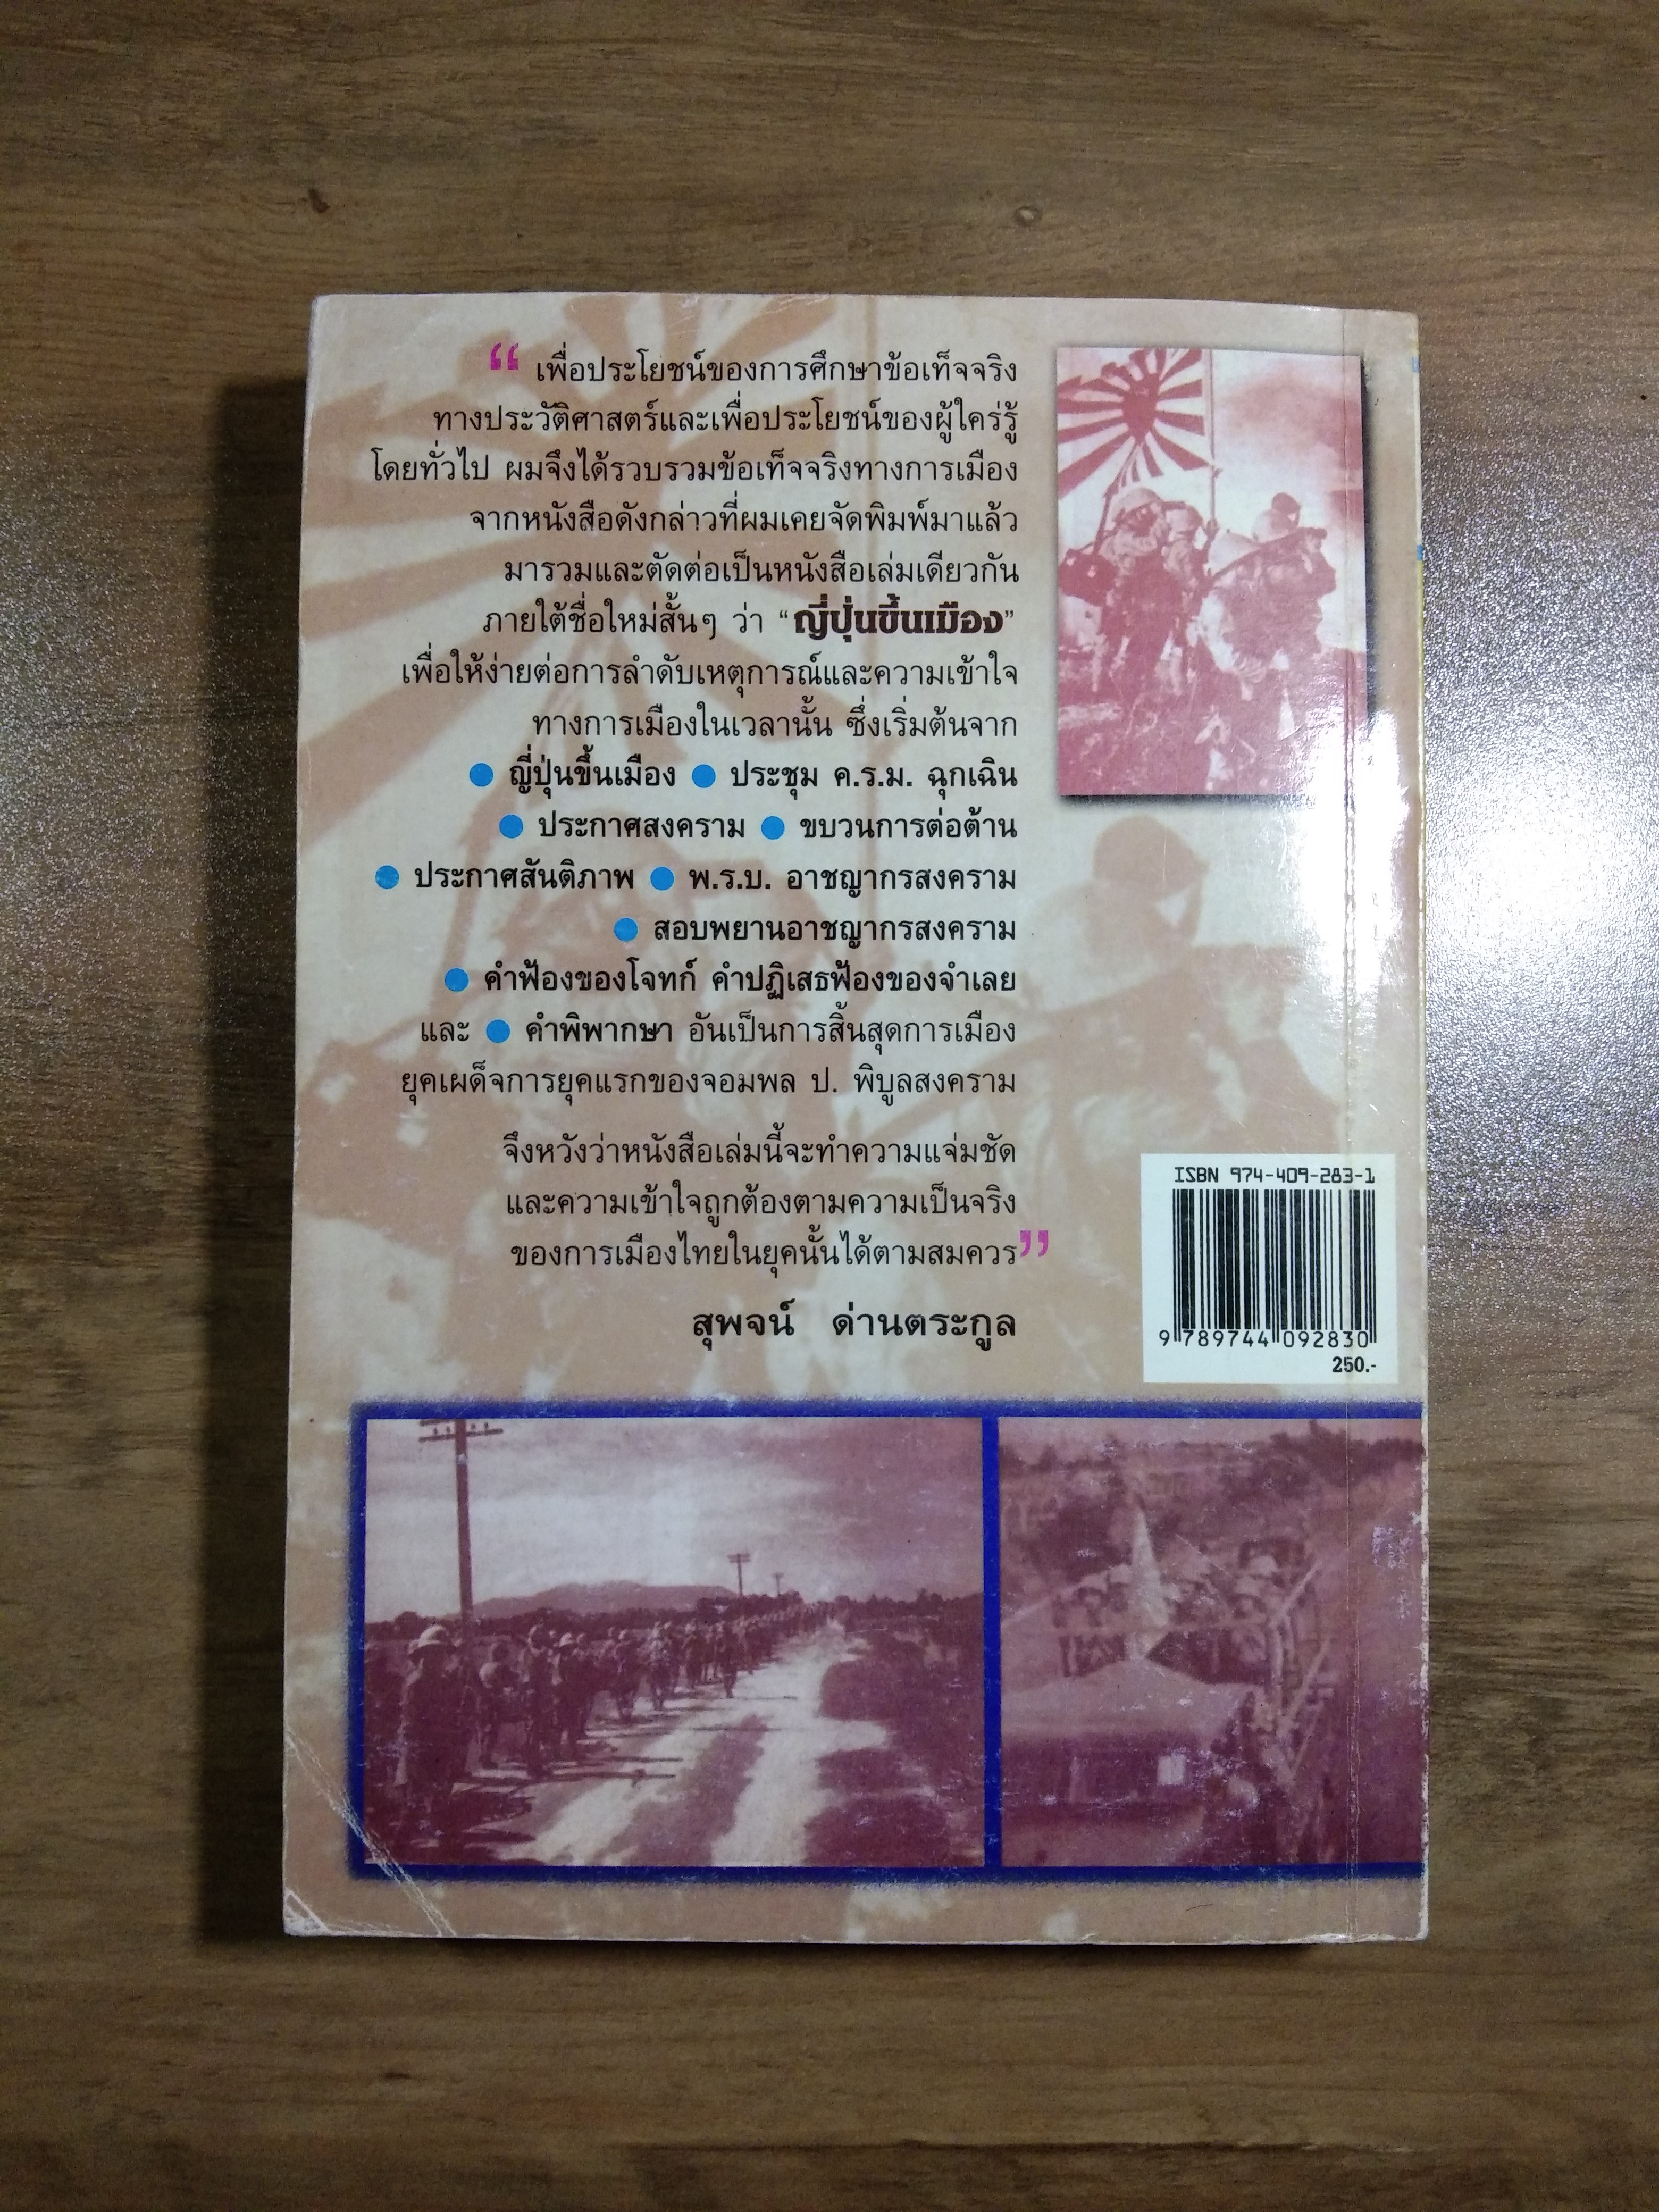 “ เพื่อประโยชน์ของการศึกษาข้อเท็จจริง
ทางประวัติศาสตร์และเพื่อประโยชน์ของผู้ใคร่รู้
โดยทั่วไป ผมจึงได้รวบรวมข้อเท็จจริงทางการเมือง
จากหนังสือดังกล่าวที่ผมเคยจัดพิมพ์มาแล้ว
มารวมและตัดต่อเป็นหนังสือเล่มเดียวกัน
ภายใต้ชื่อใหม่สั้นๆ ว่า “ญี่ปุ่นขึ้นเมือง”
เพื่อให้ง่ายต่อการลำดับเหตุการณ์และความเข้าใจ
ทางการเมืองในเวลานั้น ซึ่งเริ่มต้นจาก
● ญี่ปุ่นขึ้นเมือง ● ประชุม ค.ร.ม. ฉุกเฉิน
● ประกาศสงคราม ● ขบวนการต่อต้าน
● ประกาศสันติภาพ ● พ.ร.บ. อาชญากรสงคราม
● สอบพยานอาชญากรสงคราม
● คำฟ้องของโจทก์ คำปฏิเสธฟ้องของจำเลย
และ ● คำพิพากษา อันเป็นการสิ้นสุดการเมือง
ยุคเผด็จการยุคแรกของจอมพล ป. พิบูลสงคราม
จึงหวังว่าหนังสือเล่มนี้จะทำความแจ่มชัด
และความเข้าใจถูกต้องตามความเป็นจริง
ของการเมืองไทยในยุคนั้นได้ตามสมควร”
สุพจน์ ด่านตระกูล
ISBN 974-409-283-1
9 789744 092830
250.-